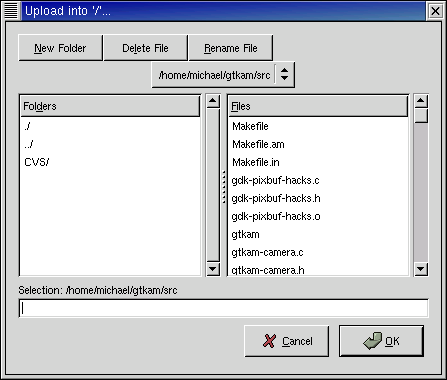 Upload into '/'...
New Folder Delete File Rename File
/home/michael/gtkam/src
Folders Files
./ Makefile
../ Makefile.am
CVS/ Makefile.in
gdk-pixbuf-hacks.c
gdk-pixbuf-hacks.h
gdk-pixbuf-hacks.o
gtkam
gtkam-camera.c
gtkam-camera.h
Selection: /home/michael/gtkam/src
Cancel OK